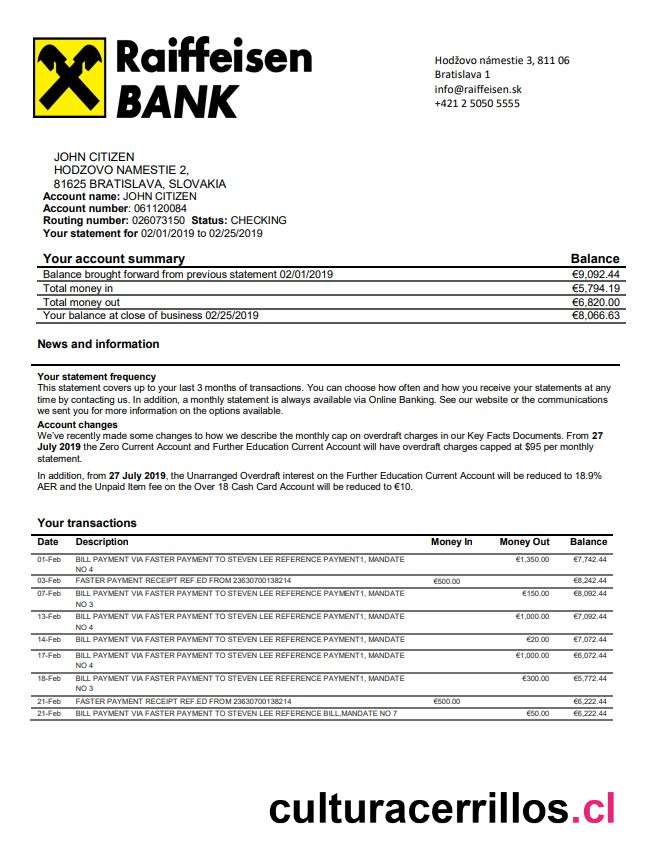 Raiffeisen
BANK
Hodžovo námestie 3, 811 06
Bratislava 1
info@raiffeisen.sk
+421 2 5050 5555
JOHN CITIZEN
HODZOVO NAMESTIE 2,
81625 BRATISLAVA, SLOVAKIA
Account name: JOHN CITIZEN
Account number: 061120084
Routing number: 026073150 Status: CHECKING
Your statement for 02/01/2019 to 02/25/2019
Your account summary Balance
Balance brought forward from previous statement 02/01/2019 €9,092.44
Total money in €5,794.19
Total money out €6,820.00
Your balance at close of business 02/25/2019 €8,066.63
News and information
Your statement frequency
This statement covers up to your last 3 months of transactions. You can choose how often and how you receive your statements at any
time by contacting us. In addition, a monthly statement is always available via Online Banking. See our website or the communications
we sent you for more information on the options available.
Account changes
We've recently made some changes to how we describe the monthly cap on overdraft charges in our Key Facts Documents. From 27
July 2019 the Zero Current Account and Further Education Current Account will have overdraft charges capped at $95 per monthly
statement.
In addition, from 27 July 2019, the Unarranged Overdraft interest on the Further Education Current Account will be reduced to 18.9%
AER and the Unpaid Item fee on the Over 18 Cash Card Account will be reduced to €10.
Your transactions
Date Description Money In Money Out Balance
01-Feb BILL PAYMENT VIA FASTER PAYMENT TO STEVEN LEE REFERENCE PAYMENT1, MANDATE €1,350.00 €7,742.44
NO 4
03-Feb FASTER PAYMENT RECEIPT REF.ED FROM 23630700138214 €500.00 €8,242.44
07-Feb BILL PAYMENT VIA FASTER PAYMENT TO STEVEN LEE REFERENCE PAYMENT1, MANDATE €150.00 €8,092.44
NO 3
13-Feb BILL PAYMENT VIA FASTER PAYMENT TO STEVEN LEE REFERENCE PAYMENT1, MANDATE €1,000.00 €7,092.44
NO 4
14-Feb BILL PAYMENT VIA FASTER PAYMENT TO STEVEN LEE REFERENCE PAYMENT1, MANDATE €20.00 €7,072.44
17-Feb BILL PAYMENT VIA FASTER PAYMENT TO STEVEN LEE REFERENCE PAYMENT1, MANDATE €1,000.00 €6,072.44
NO 4
18-Feb BILL PAYMENT VIA FASTER PAYMENT TO STEVEN LEE REFERENCE PAYMENT1, MANDATE €300.00 €5,772.44
NO 3
21-Feb FASTER PAYMENT RECEIPT REF.ED FROM 23630700138214 €500.00 €6,222.44
21-Feb BILL PAYMENT VIA FASTER PAYMENT TO STEVEN LEE REFERENCE BILL,MANDATE NO 7 €50.00 €6,222.44
culturacerrillos.cl